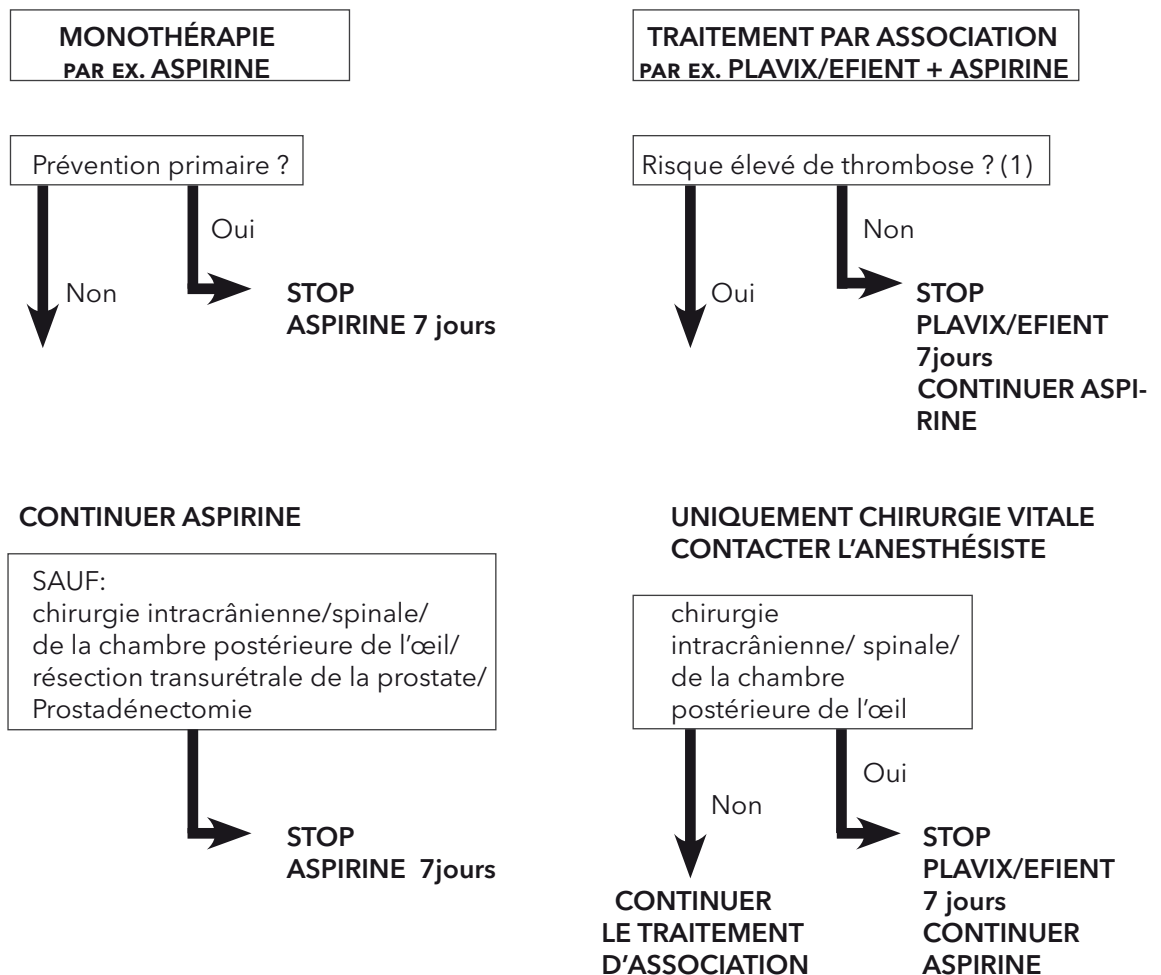 MONOTHÉRAPIE
PAR EX. ASPIRINE
Prévention primaire ?
Oui
Non
STOP
ASPIRINE 7 jours
CONTINUER ASPIRINE
SAUF:
chirurgie intracrânienne/spinale/
de la chambre postérieure de l'œil/
résection transurétrale de la prostate/
Prostadénectomie
STOP
ASPIRINE 7jours
TRAITEMENT PAR ASSOCIATION
PAR EX. PLAVIX/EFIENT + ASPIRINE
Risque élevé de thrombose ? (1)
Non
Oui
STOP
PLAVIX/EFIENT
7jours
CONTINUER ASPI-
RINE
UNIQUEMENT CHIRURGIE VITALE
CONTACTER L'ANESTHÉSISTE
chirurgie
intracrânienne/ spinale/
de la chambre
postérieure de l'œil
Oui
Non
STOP
PLAVIX/EFIENT
7 jours
CONTINUER
ASPIRINE
CONTINUER
LE TRAITEMENT
D'ASSOCIATION